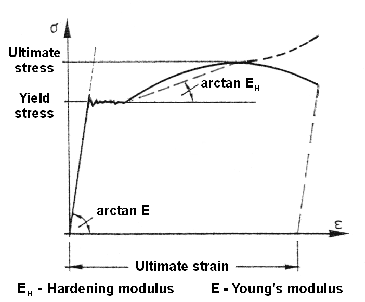 σ
Ultimate
stress
arctan E_H
Yield
stress
arctan E
ε
Ultimate strain
E_H - Hardening modulus E - Young's modulus